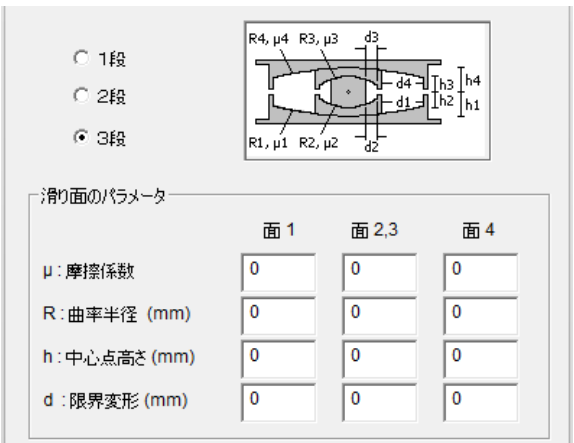 1段
2段
3段
R4, μ4 R3, μ3 d3
d4 h3 h4
d1 h2 h1
R1, μ1 R2, μ2 d2
滑り面のパラメータ
面 1 面 2,3 面 4
μ : 摩擦係数 0 0 0
R : 曲率半径 (mm) 0 0 0
h : 中心点高さ (mm) 0 0 0
d : 限界変形 (mm) 0 0 0